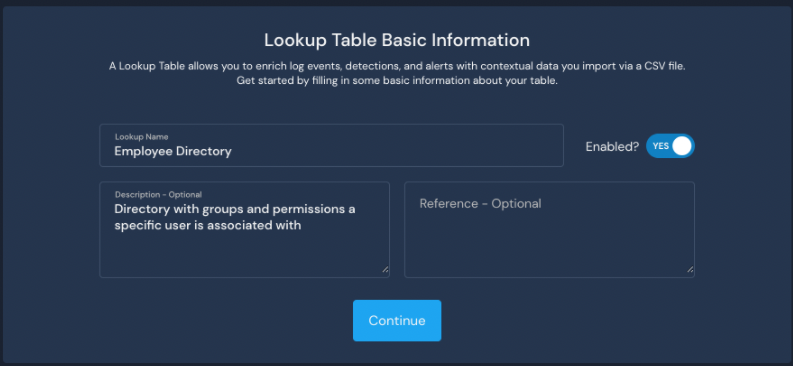 Lookup Table Basic Information
A Lookup Table allows you to enrich log events, detections, and alerts with contextual data you import via a CSV file.
Get started by filling in some basic information about your table.
Lookup Name
Employee Directory
Enabled?
YES
Description - Optional
Directory with groups and permissions a
specific user is associated with
Reference - Optional
Continue